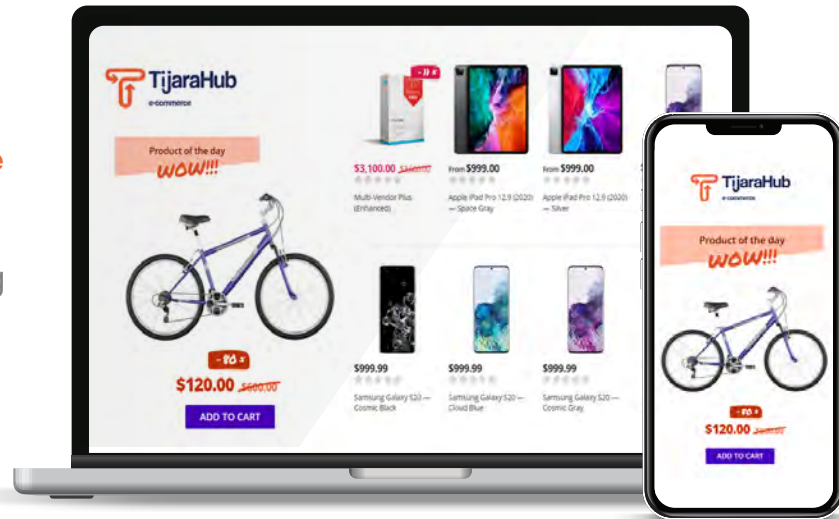 e
g
TijaraHub
e-commerce
Product of the day
WOW!!!
- 80 %
$120.00 $600.00
ADD TO CART
$3,100.00 $3,500.00
Multi-Vendor Plus
(Enhanced)
From $999.00
Apple iPad Pro 12.9 (2020)
— Space Gray
From $999.00
Apple iPad Pro 12.9 (2020)
— Silver
$999.99
Samsung Galaxy S20 —
Cosmic Black
$999.99
Samsung Galaxy S20 —
Cloud Blue
$999.99
Samsung Galaxy S20 —
Cosmic Gray
TijaraHub
e-commerce
Product of the day
WOW!!!
- 80 %
$120.00
ADD TO CART